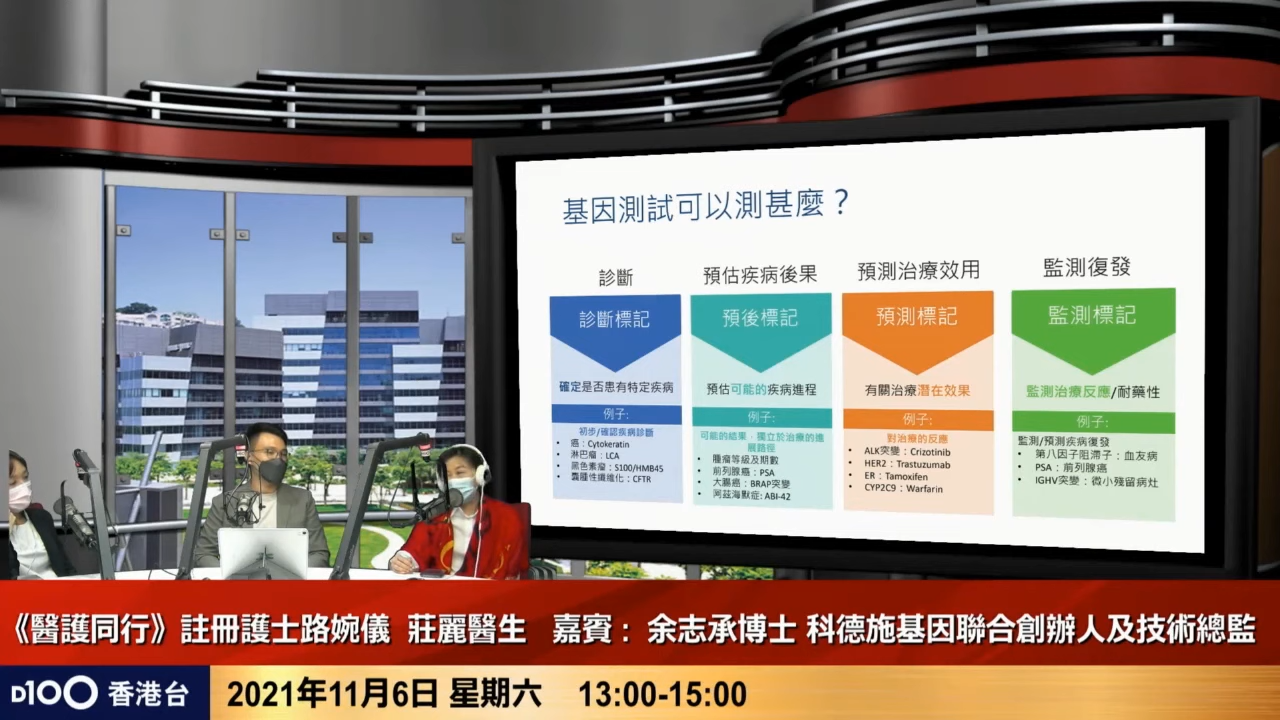 基因測試可以測甚麼？
診斷
診斷標記
確定是否患有特定疾病
例子:
初步/確認疾病診斷
• 癌：Cytokeratin
• 淋巴瘤：LCA
• 黑色素瘤：S100/HMB45
• 囊腫性纖維化：CFTR
預估疾病後果
預後標記
預估可能的疾病進程
例子:
可能的結果，獨立於治療的進
展路徑
• 腫瘤等級及期數
• 前列腺癌：PSA
• 大腸癌：BRAP突變
• 阿茲海默症: ABI-42
預測治療效用
預測標記
有關治療潛在效果
例子:
對治療的反應
• ALK突變：Crizotinib
• HER2：Trastuzumab
• ER：Tamoxifen
• CYP2C9：Warfarin
監測復發
監測標記
監測治療反應/耐藥性
例子:
監測/預測疾病復發
• 第八因子阻滯子：血友病
• PSA：前列腺癌
• IGHV突變：微小殘留病灶
《醫護同行》註冊護士路婉儀 莊麗醫生 嘉賓： 余志承博士 科德施基因聯合創辦人及技術總監
D100 香港台 2021年11月6日 星期六 13:00-15:00